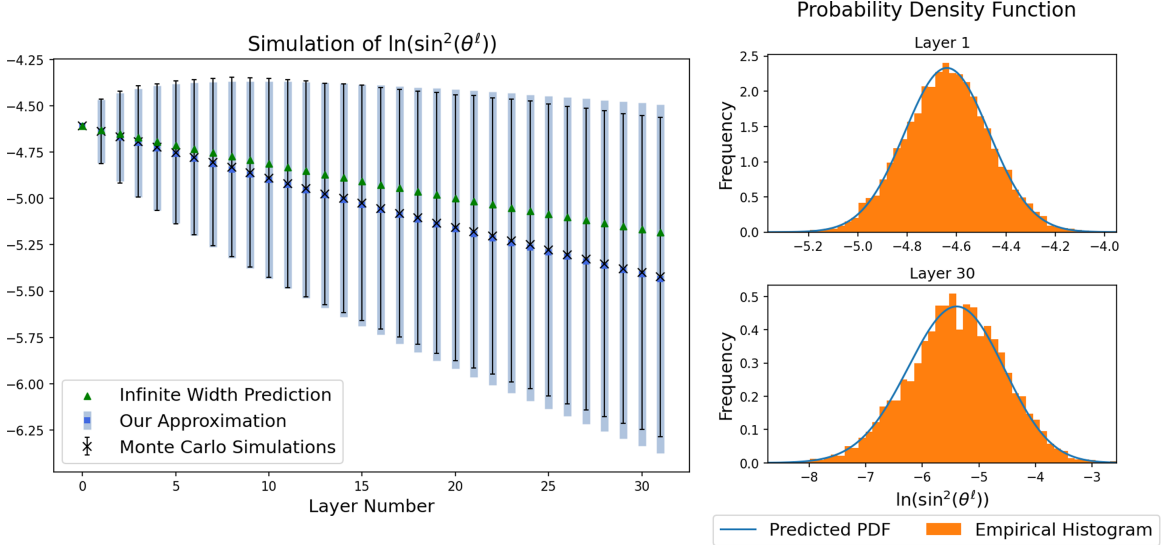 Simulation of ln(sin²(θ^ℓ))
−4.25
−4.50
−4.75
−5.00
−5.25
−5.50
−5.75
−6.00
−6.25
0 5 10 15 20 25 30
Layer Number
Infinite Width Prediction
Our Approximation
Monte Carlo Simulations
Probability Density Function
Layer 1
Frequency
2.5
2.0
1.5
1.0
0.5
0.0
−5.2 −5.0 −4.8 −4.6 −4.4 −4.2 −4.0
Layer 30
Frequency
0.5
0.4
0.3
0.2
0.1
0.0
−8 −7 −6 −5 −4 −3
ln(sin²(θ^ℓ))
Predicted PDF Empirical Histogram